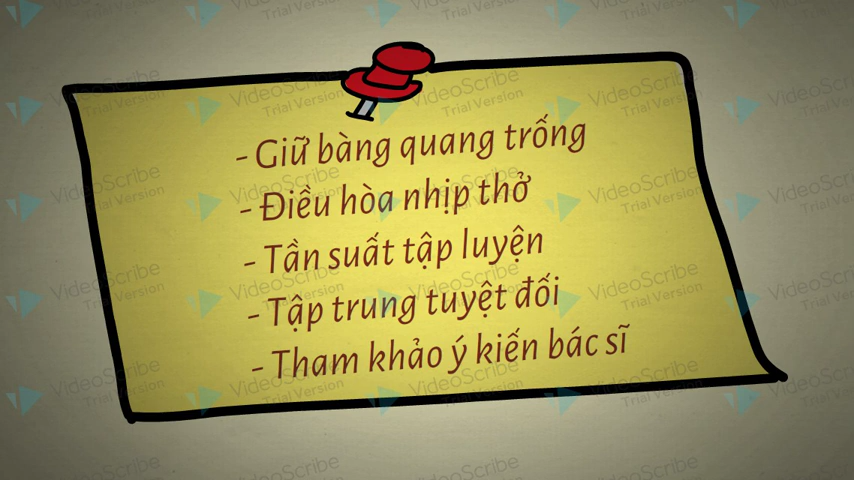 - Giữ bàng quang trống
- Điều hòa nhịp thở
- Tần suất tập luyện
- Tập trung tuyệt đối
- Tham khảo ý kiến bác sĩ
VideoScribe
Trial Version